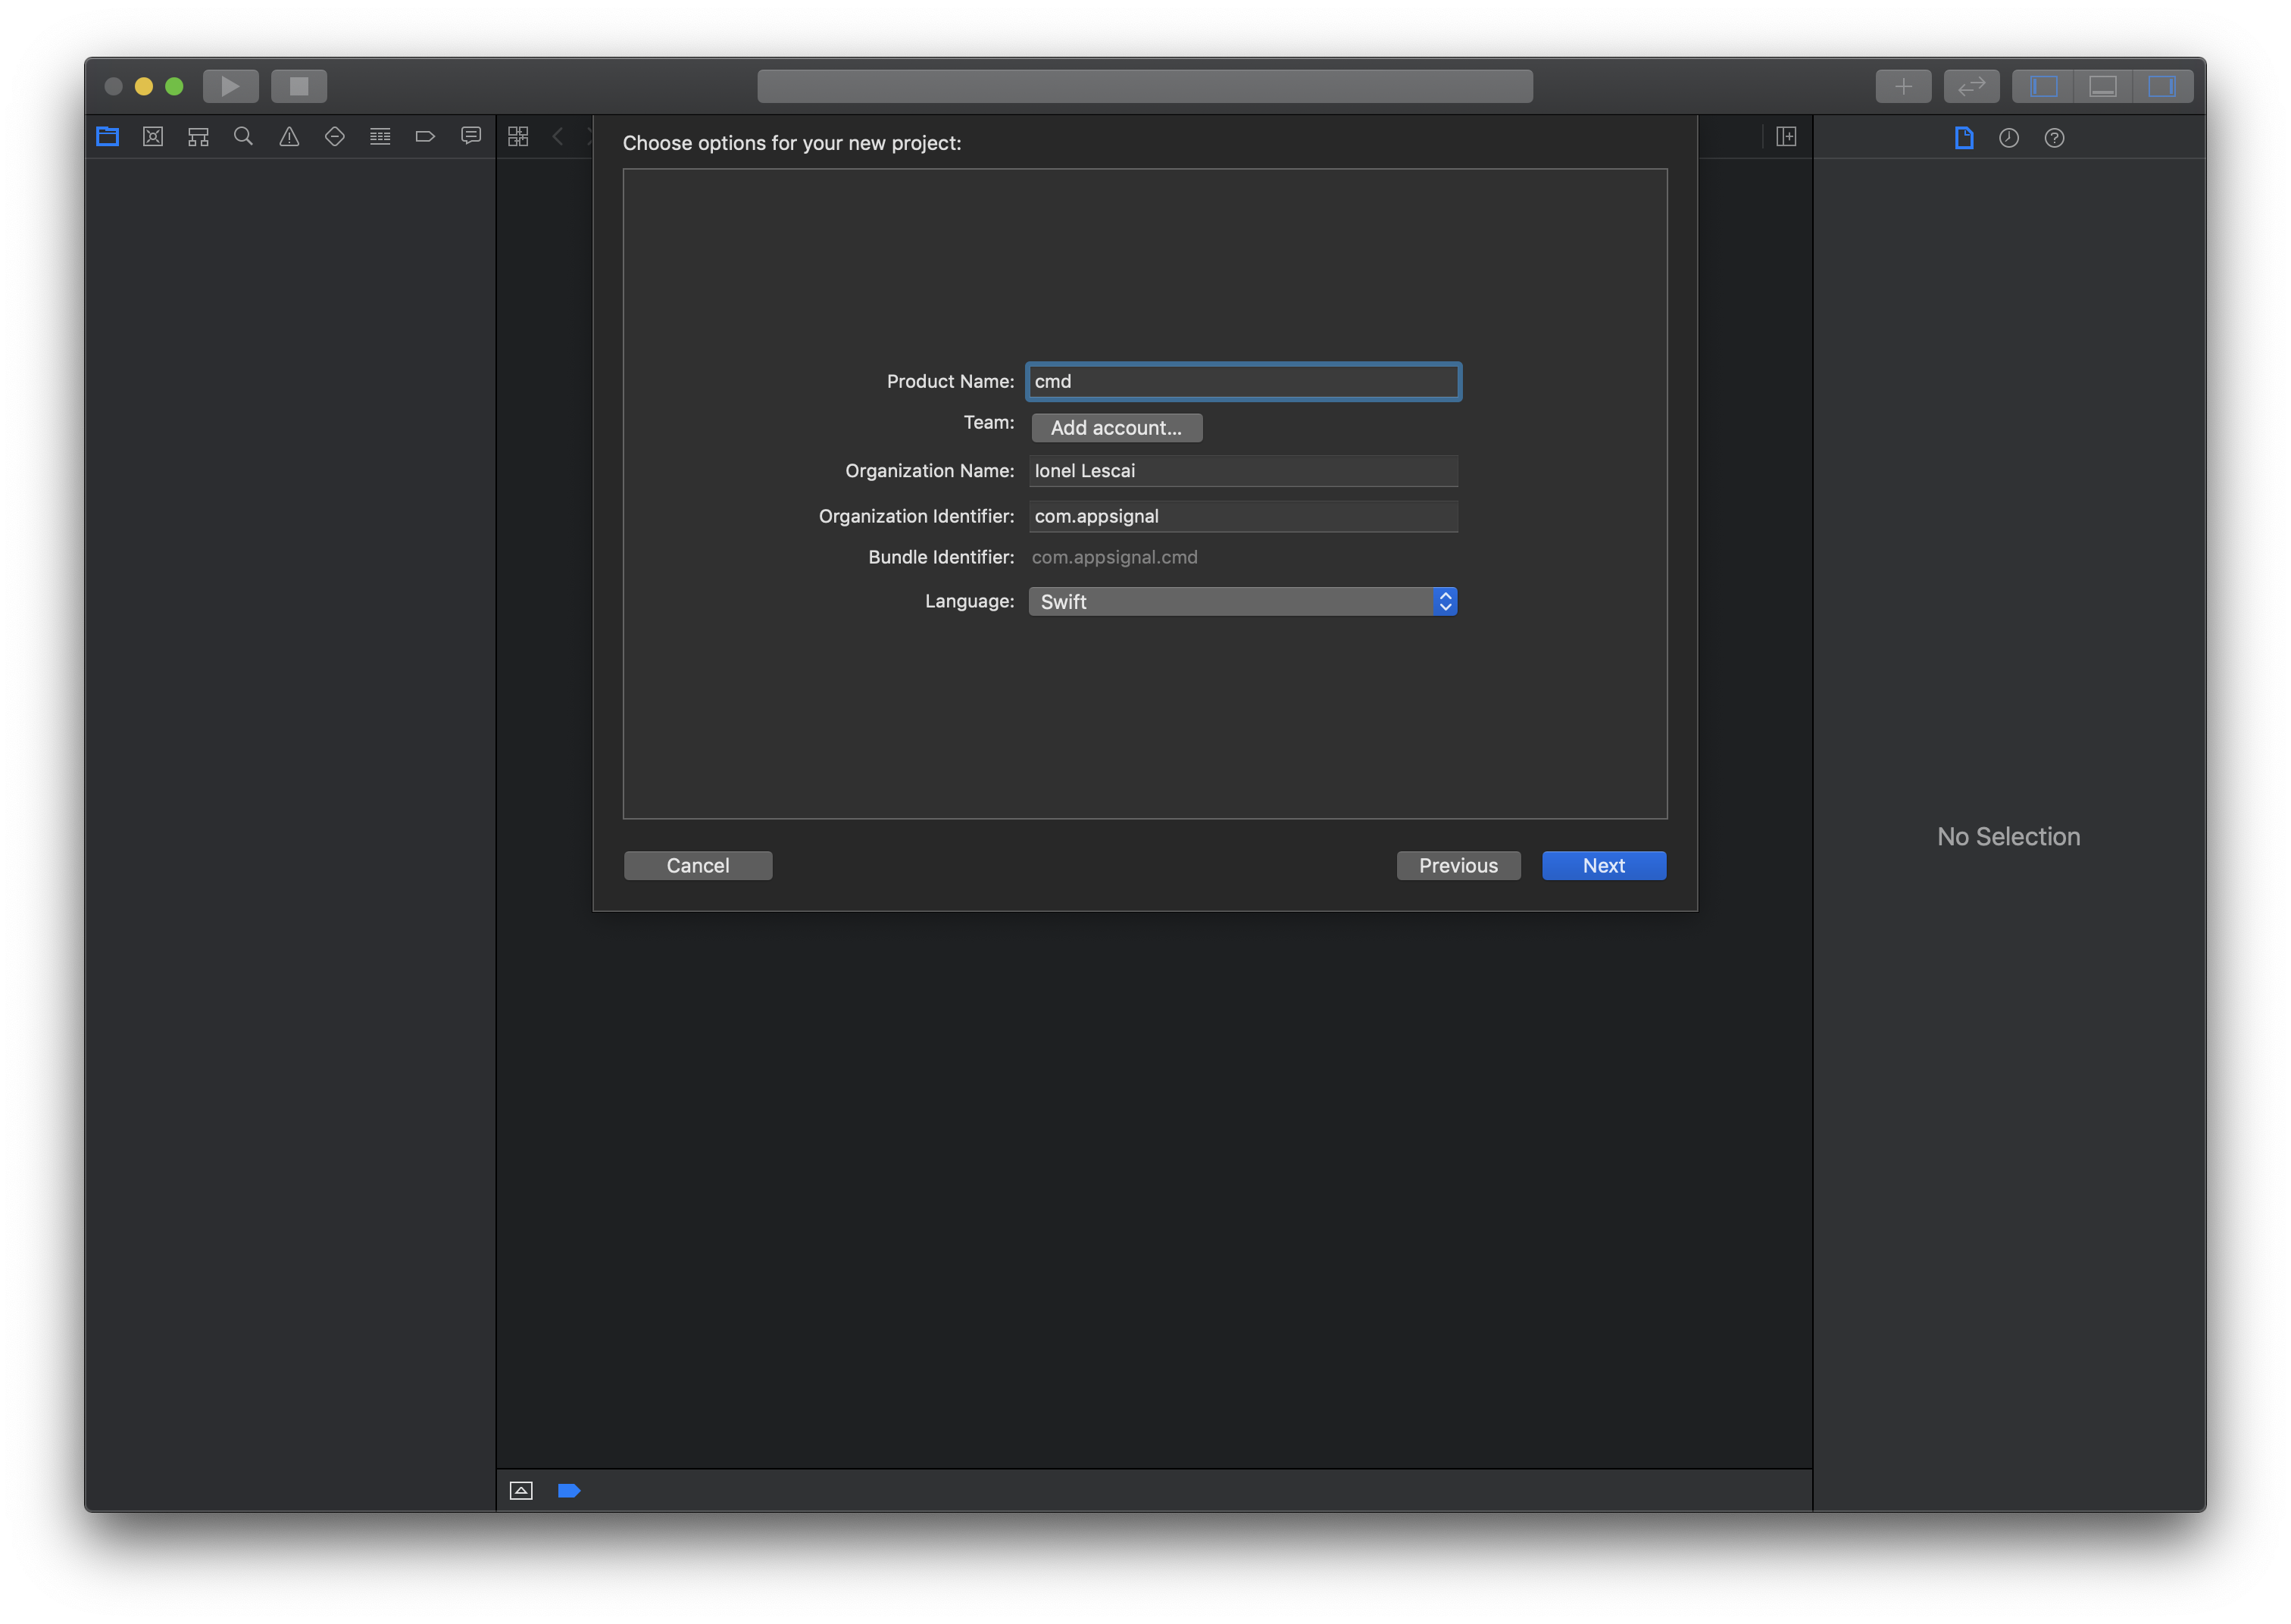 Choose options for your new project:
Product Name: cmd
Team: Add account...
Organization Name: Ionel Lescai
Organization Identifier: com.appsignal
Bundle Identifier: com.appsignal.cmd
Language: Swift
Cancel Previous Next
No Selection